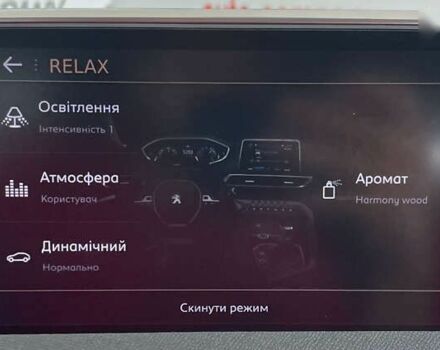 RELAX
Освітлення
Інтенсивність 1
Атмосфера
Користувач
Аромат
Harmony wood
Динамічний
Нормально
Скинути режим